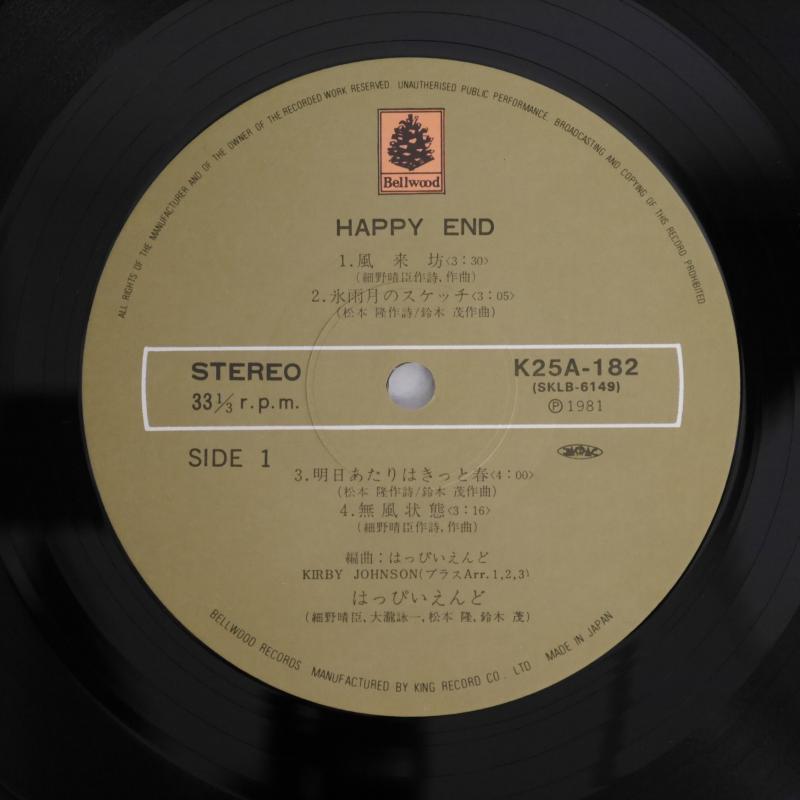 ALL RIGHTS OF THE MANUFACTURER AND OF THE OWNER OF THE RECORDED WORK RESERVED UNAUTHORISED PUBLIC PERFORMANCE. BROADCASTING AND COPYING OF THIS RECORD PROHIBITED
Bellwood
HAPPY END
1.風来坊<3:30>
(細野晴臣作詩,作曲)
2.氷雨月のスケッチ<3:05>
(松本 隆作詩/鈴木 茂作曲)
STEREO
33⅓ r.p.m.
K25A-182
(SKLB-6149)
Ⓟ1981
SIDE 1
3.明日あたりはきっと春<4:00>
(松本 隆作詩/鈴木 茂作曲)
4.無風状態<3:16>
(細野晴臣作詩,作曲)
編曲:はっぴいえんど
KIRBY JOHNSON(ブラスArr.1,2,3)
はっぴいえんど
(細野晴臣,大瀧詠一,松本 隆,鈴木 茂)
BELLWOOD RECORDS MANUFACTURED BY KING RECORD CO. LTD MADE IN JAPAN